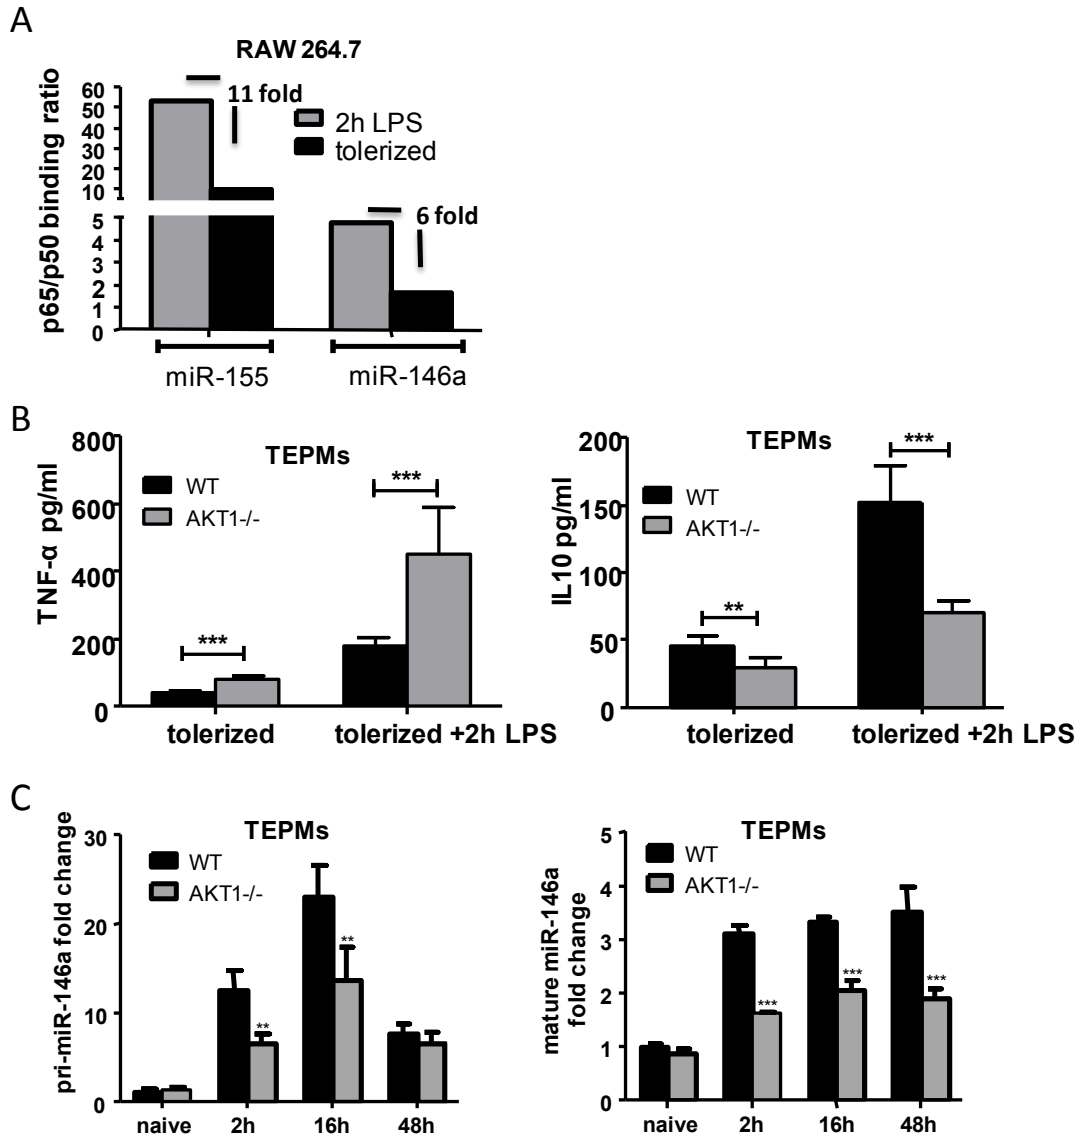 A
RAW 264.7
p65/p50 binding ratio
60
50
40
30
20
10
5
4
3
2
1
0
11 fold
2h LPS
tolerized
6 fold
miR-155
miR-146a
B
TNF-α pg/ml
800
600
400
200
0
TEPMs
WT
AKT1-/-
***
***
tolerized
tolerized +2h LPS
IL10 pg/ml
200
150
100
50
0
TEPMs
WT
AKT1-/-
**
***
tolerized
tolerized +2h LPS
C
pri-miR-146a fold change
30
20
10
0
TEPMs
WT
AKT1-/-
**
**
naive
2h
16h
48h
mature miR-146a
fold change
5
4
3
2
1
0
TEPMs
WT
AKT1-/-
***
***
***
naive
2h
16h
48h